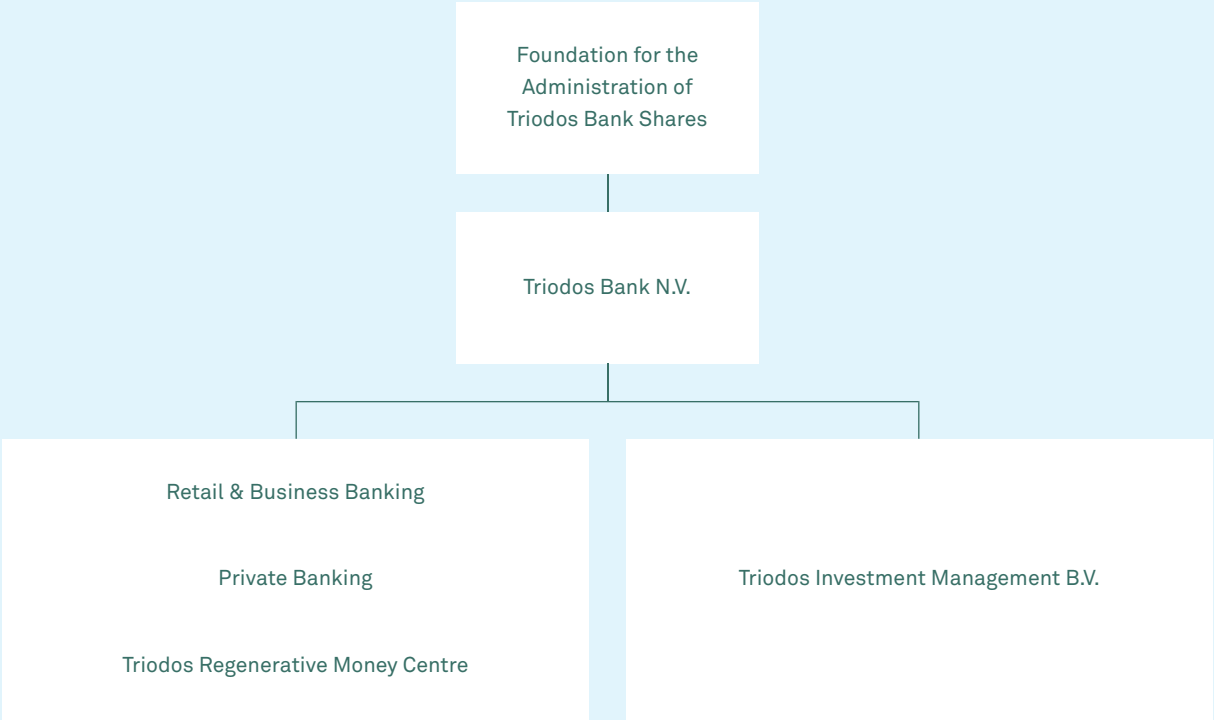 Foundation for the
Administration of
Triodos Bank Shares
Triodos Bank N.V.
Retail & Business Banking
Private Banking
Triodos Regenerative Money Centre
Triodos Investment Management B.V.